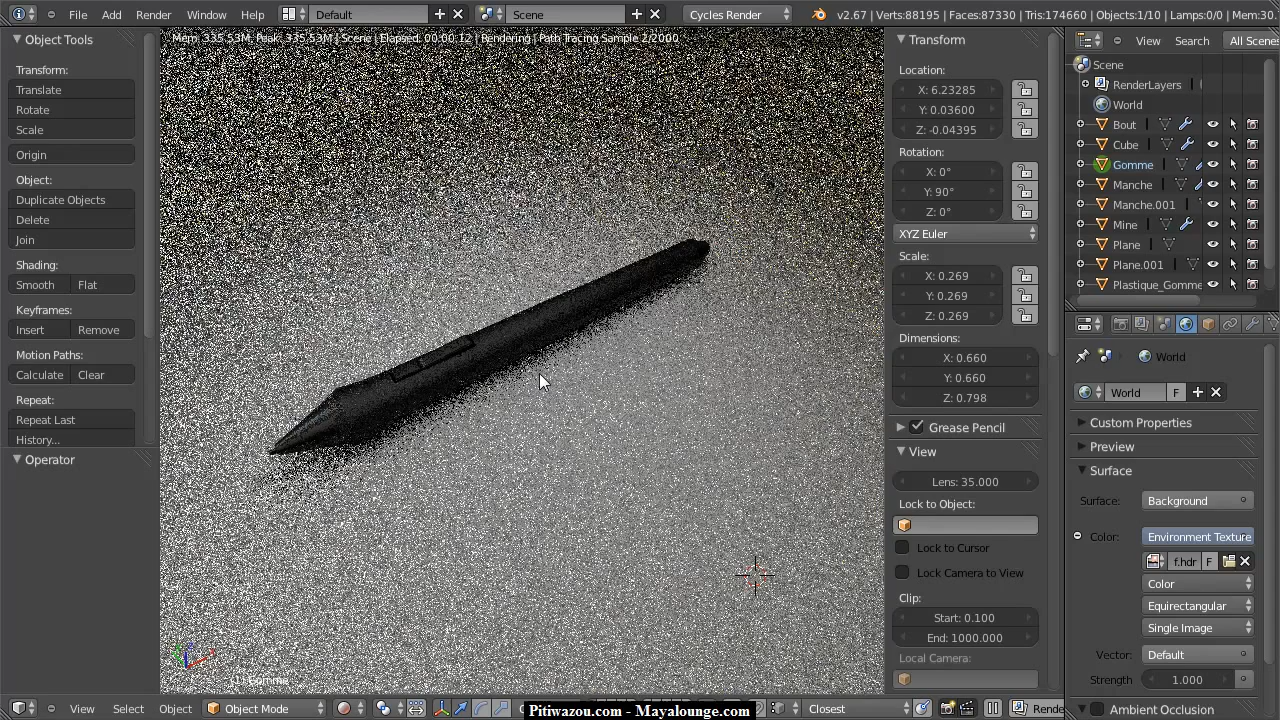 File Add Render Window Help Default Scene Cycles Render v2.67 | Verts:88195 | Faces:87330 | Tris:174660 | Objects:1/10 | Lamps:0/0 | Mem:30.
Object Tools
Transform:
Translate
Rotate
Scale
Origin
Object:
Duplicate Objects
Delete
Join
Shading:
Smooth Flat
Keyframes:
Insert Remove
Motion Paths:
Calculate Clear
Repeat:
Repeat Last
History...
Operator
Mem: 335.53M, Peak: 335.53M | Scene | Elapsed: 00:00.12 | Rendering | Path Tracing Sample 2/2000
(1) Gomme
Transform
Location:
X: 6.23285
Y: 0.03600
Z: -0.04395
Rotation:
X: 0°
Y: 90°
Z: 0°
XYZ Euler
Scale:
X: 0.269
Y: 0.269
Z: 0.269
Dimensions:
X: 0.660
Y: 0.660
Z: 0.798
Grease Pencil
View
Lens: 35.000
Lock to Object:
Lock to Cursor
Lock Camera to View
Clip:
Start: 0.100
End: 1000.000
Local Camera:
View Search All Scenes
Scene
RenderLayers
World
Bout
Cube
Gomme
Manche
Manche.001
Mine
Plane
Plane.001
Plastique_Gomme
World
World F
Custom Properties
Preview
Surface
Surface: Background
Color: Environment Texture
f.hdr F
Color
Equirectangular
Single Image
Vector: Default
Strength 1.000
Ambient Occlusion
View Select Object Object Mode Closest Rende
Pitiwazou.com - Mayalounge.com